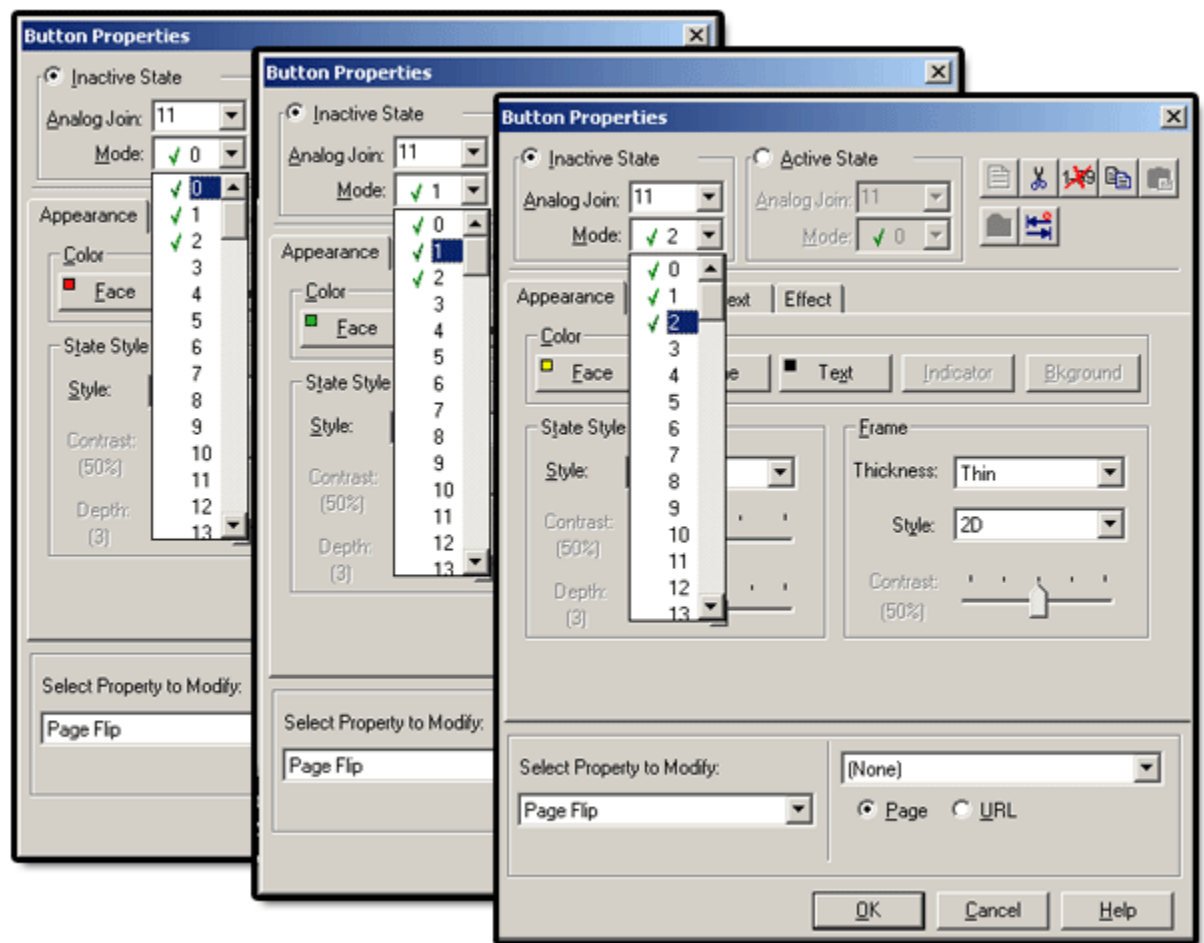 Button Properties
Inactive State
Analog Join: 11
Mode: 0
0
1
2
3
4
5
6
7
8
9
10
11
12
13
Appearance
Color
Face
State Style
Style:
Contrast:
(50%)
Depth:
(3)
Select Property to Modify:
Page Flip
Button Properties
Inactive State
Analog Join: 11
Mode: 1
0
1
2
3
4
5
6
7
8
9
10
11
12
13
Appearance
Color
Face
State Style
Style:
Contrast:
(50%)
Depth:
(3)
Select Property to Modify:
Page Flip
Button Properties
Inactive State
Active State
Analog Join: 11
Analog Join: 11
Mode: 2
Mode: 0
0
1
2
3
4
5
6
7
8
9
10
11
12
13
Appearance
Effect
Color
Face
Text
Indicator
Bkground
State Style
Style:
Contrast:
(50%)
Depth:
(3)
Frame
Thickness: Thin
Style: 2D
Contrast:
(50%)
Select Property to Modify:
Page Flip
(None)
Page URL
OK Cancel Help